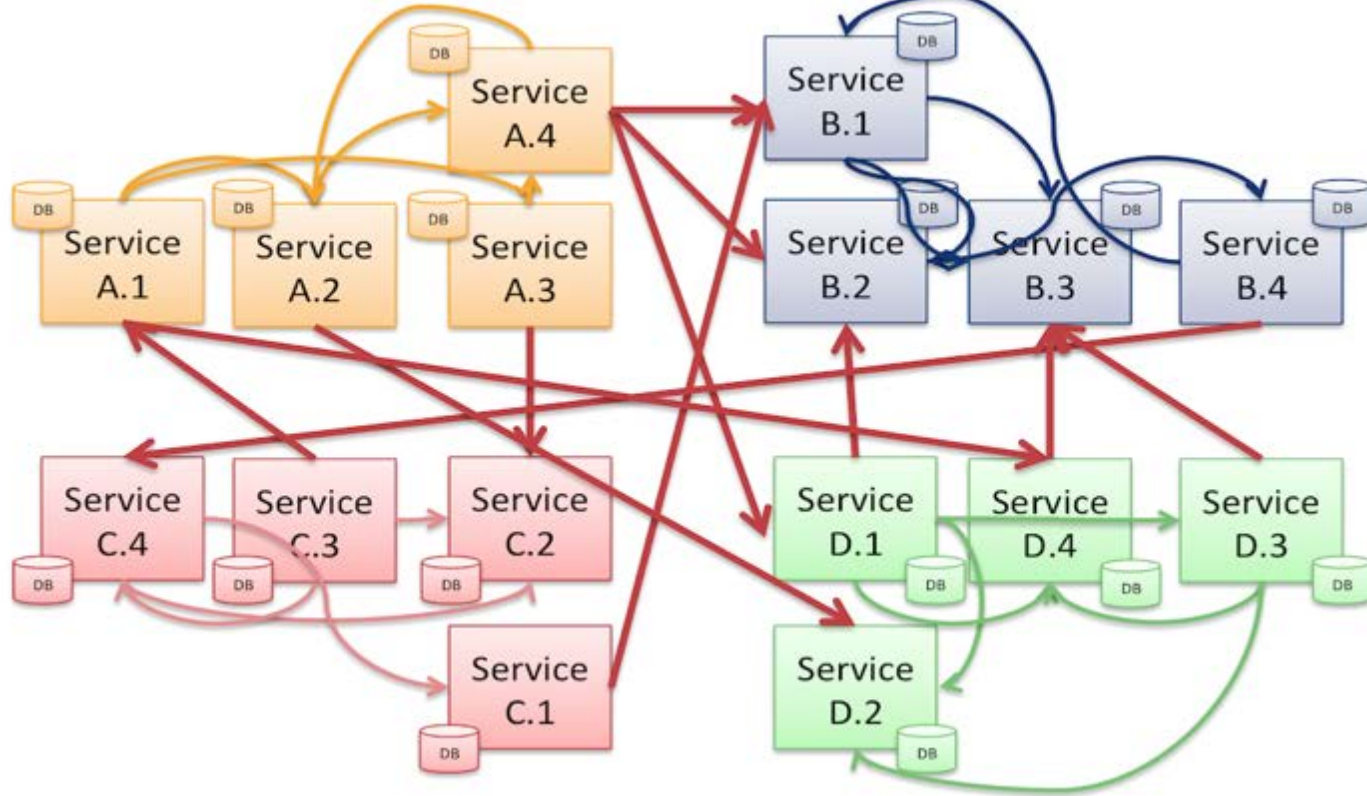 DB
Service
A.4
DB
Service
B.1
DB
Service
A.1
DB
Service
A.2
DB
Service
A.3
DB
Service
B.2
DB
Service
B.3
DB
Service
B.4
Service
C.4
DB
Service
C.3
DB
Service
C.2
DB
Service
D.1
DB
Service
D.4
DB
Service
D.3
DB
Service
C.1
DB
Service
D.2
DB